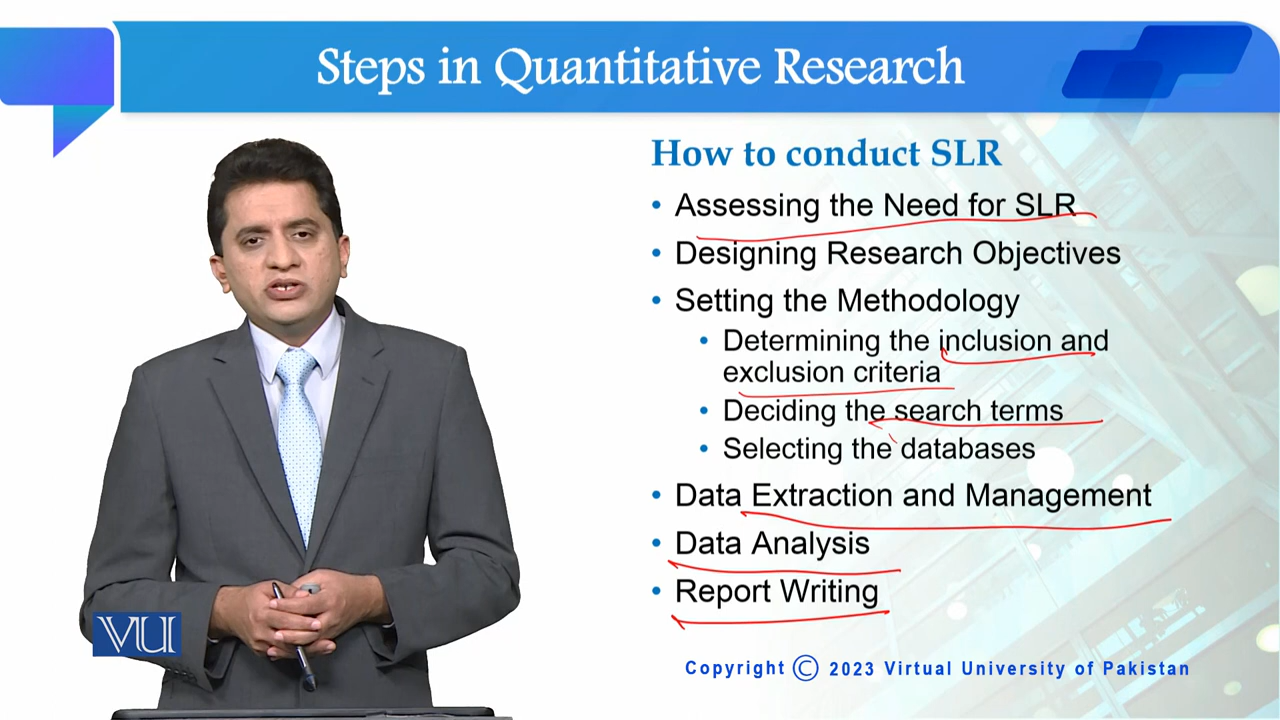 Steps in Quantitative Research
How to conduct SLR
• Assessing the Need for SLR
• Designing Research Objectives
• Setting the Methodology
• Determining the inclusion and
exclusion criteria
• Deciding the search terms
• Selecting the databases
• Data Extraction and Management
• Data Analysis
• Report Writing
VU
Copyright © 2023 Virtual University of Pakistan